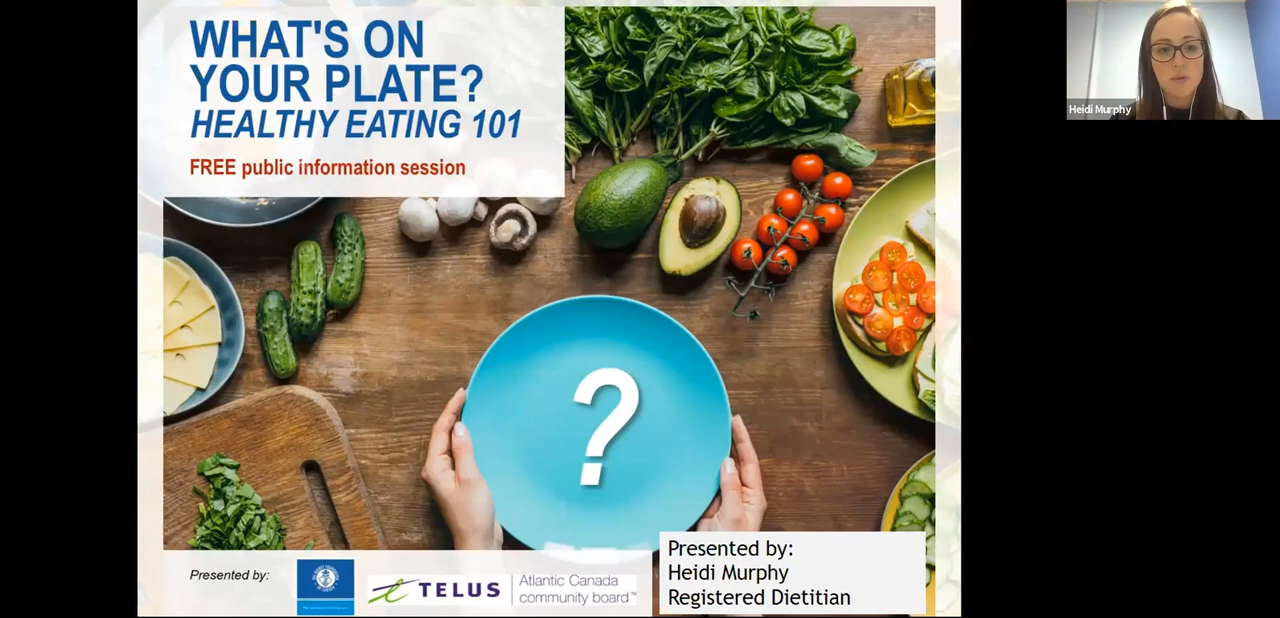 WHAT'S ON
YOUR PLATE?
HEALTHY EATING 101
FREE public information session
Heidi Murphy
?
Presented by:
TELUS
Atlantic Canada
community board™
Presented by:
Heidi Murphy
Registered Dietitian